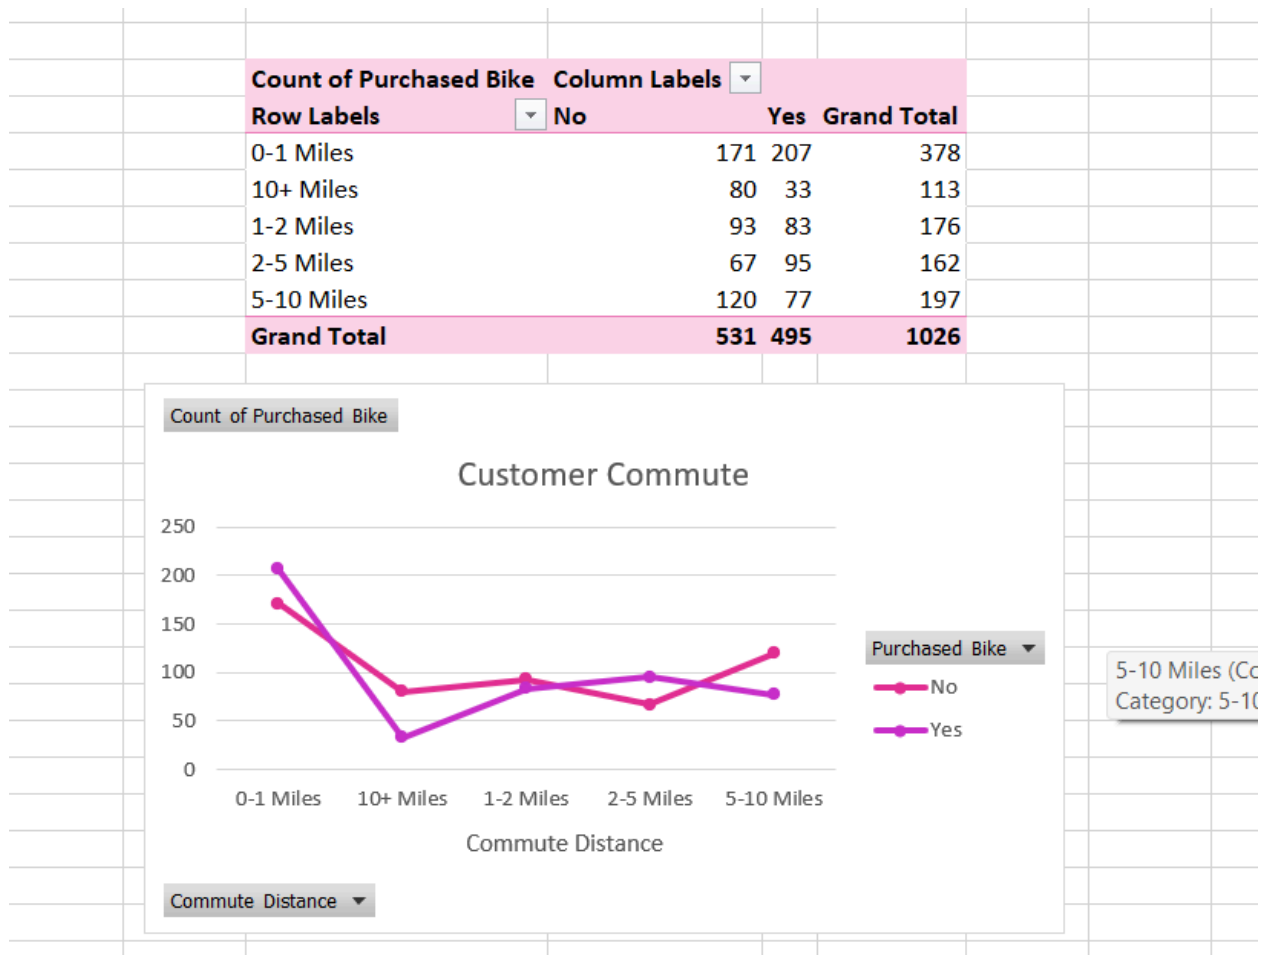 Count of Purchased Bike Column Labels
Row Labels No Yes Grand Total
0-1 Miles 171 207 378
10+ Miles 80 33 113
1-2 Miles 93 83 176
2-5 Miles 67 95 162
5-10 Miles 120 77 197
Grand Total 531 495 1026
Count of Purchased Bike
Customer Commute
250
200
150
100
50
0
0-1 Miles 10+ Miles 1-2 Miles 2-5 Miles 5-10 Miles
Commute Distance
Purchased Bike
No
Yes
5-10 Miles
Category:
Commute Distance